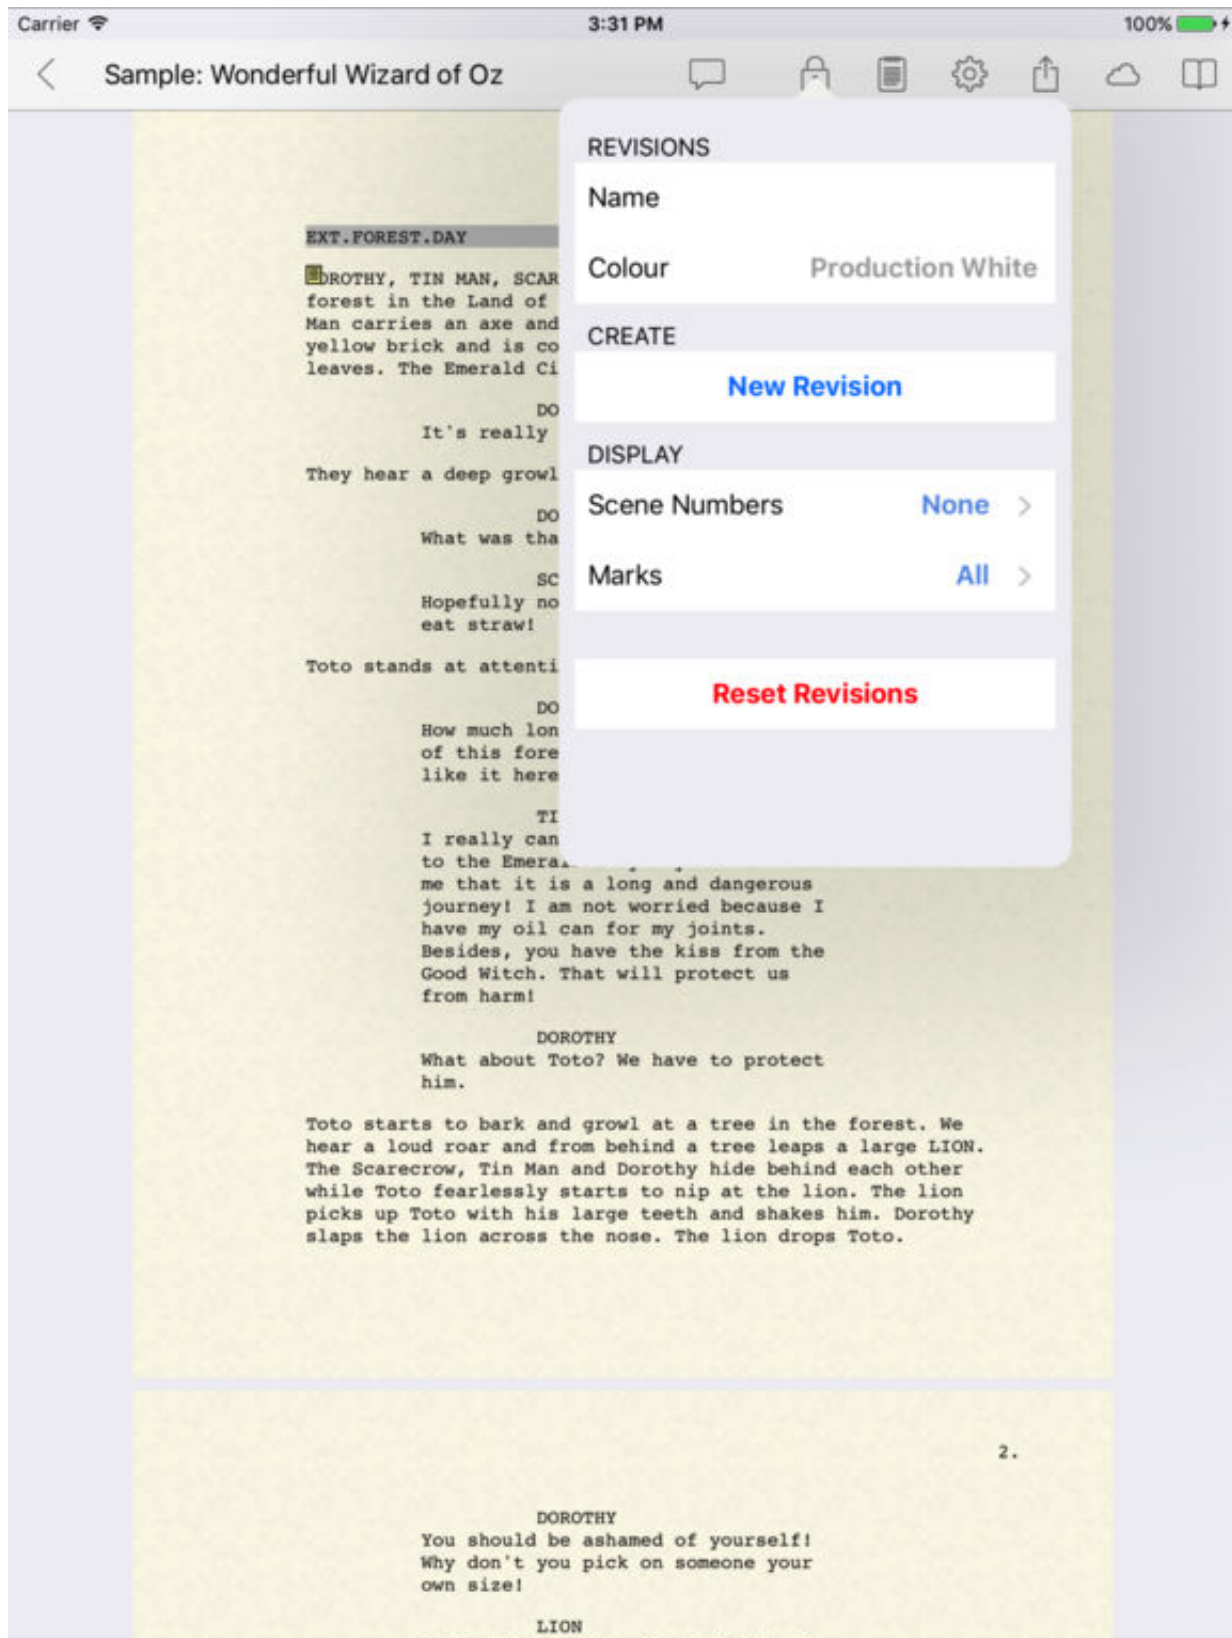 Carrier 3:31 PM 100%
Sample: Wonderful Wizard of Oz
REVISIONS
Name
Colour Production White
CREATE
New Revision
DISPLAY
Scene Numbers None
Marks All
Reset Revisions
EXT.FOREST.DAY
DOROTHY, TIN MAN, SCAR
forest in the Land of
Man carries an axe and
yellow brick and is co
leaves. The Emerald Ci
DO
It's really
They hear a deep growl
DO
What was tha
SC
Hopefully no
eat straw!
Toto stands at attenti
DO
How much lon
of this fore
like it here
TI
I really can
to the Emera
me that it is a long and dangerous
journey! I am not worried because I
have my oil can for my joints.
Besides, you have the kiss from the
Good Witch. That will protect us
from harm!
DOROTHY
What about Toto? We have to protect
him.
Toto starts to bark and growl at a tree in the forest. We
hear a loud roar and from behind a tree leaps a large LION.
The Scarecrow, Tin Man and Dorothy hide behind each other
while Toto fearlessly starts to nip at the lion. The lion
picks up Toto with his large teeth and shakes him. Dorothy
slaps the lion across the nose. The lion drops Toto.
2.
DOROTHY
You should be ashamed of yourself!
Why don't you pick on someone your
own size!
LION